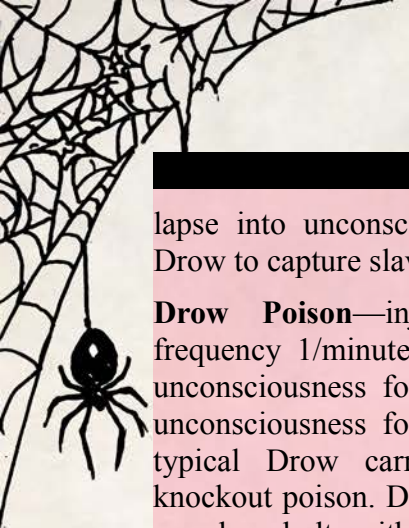 lapse into unconsc
Drow to capture slav
Drow Poison—in
frequency 1/minute
unconsciousness fo
unconsciousness fo
typical Drow carr
knockout poison. D